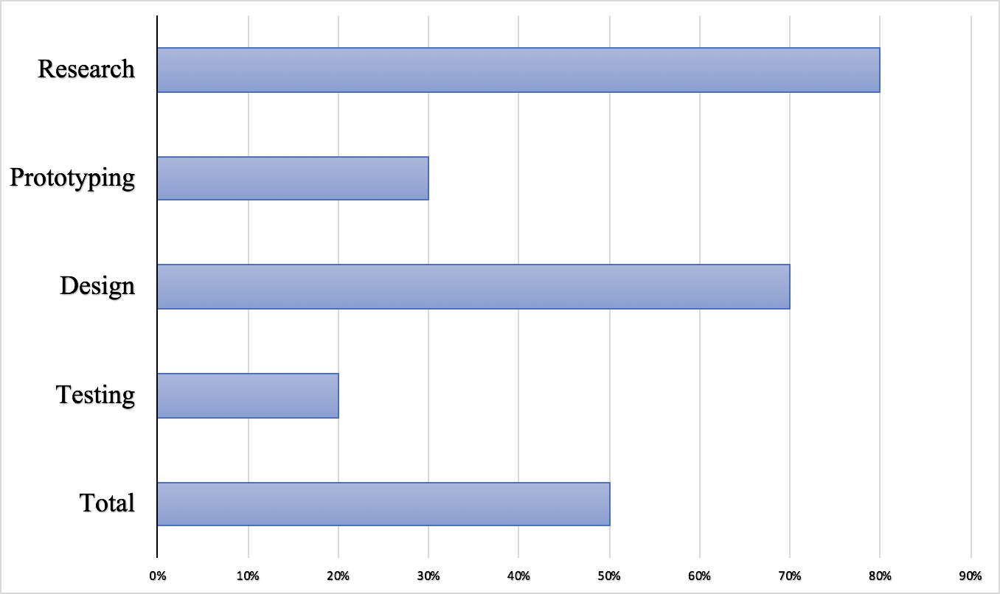 Research
Prototyping
Design
Testing
Total
0% 10% 20% 30% 40% 50% 60% 70% 80% 90%